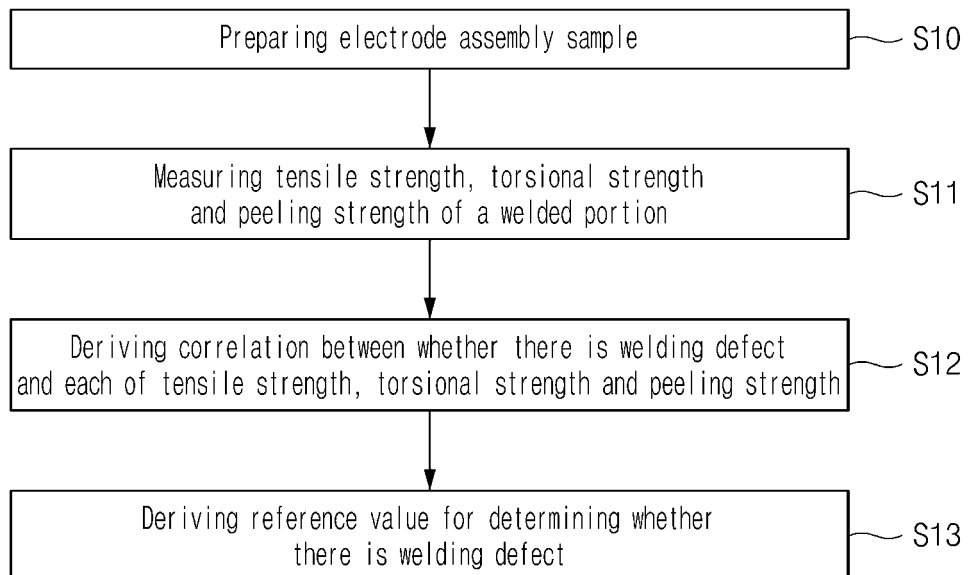 Preparing electrode assembly sample
S10
Measuring tensile strength, torsional strength
and peeling strength of a welded portion
S11
Deriving correlation between whether there is welding defect
and each of tensile strength, torsional strength and peeling strength
S12
Deriving reference value for determining whether
there is welding defect
S13